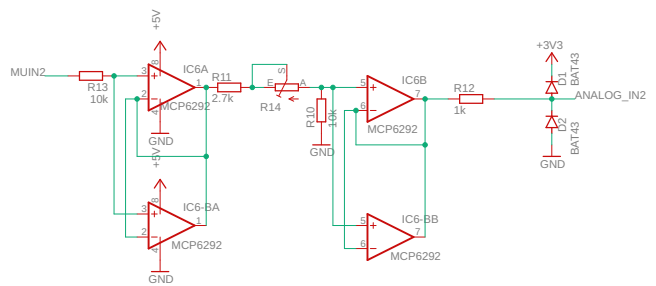 +5V
MUIN2
R13
10k
3
2
8
4
1
IC6A
MCP6292
GND
R11
2.7k
E
S
A
R14
R10
10k
GND
5
6
7
IC6B
MCP6292
R12
1k
+3V3
D1
BAT43
ANALOG_IN2
D2
BAT43
GND
+5V
3
2
8
4
1
IC6-BA
MCP6292
GND
5
6
7
IC6-BB
MCP6292